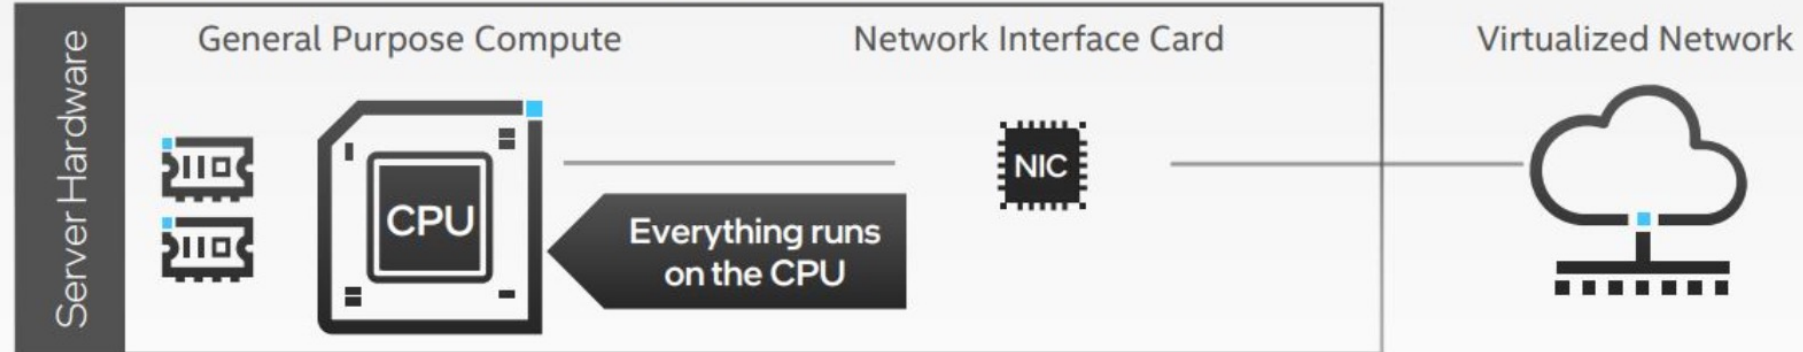 Server Hardware
General Purpose Compute
Network Interface Card
Virtualized Network
CPU
NIC
Everything runs
on the CPU